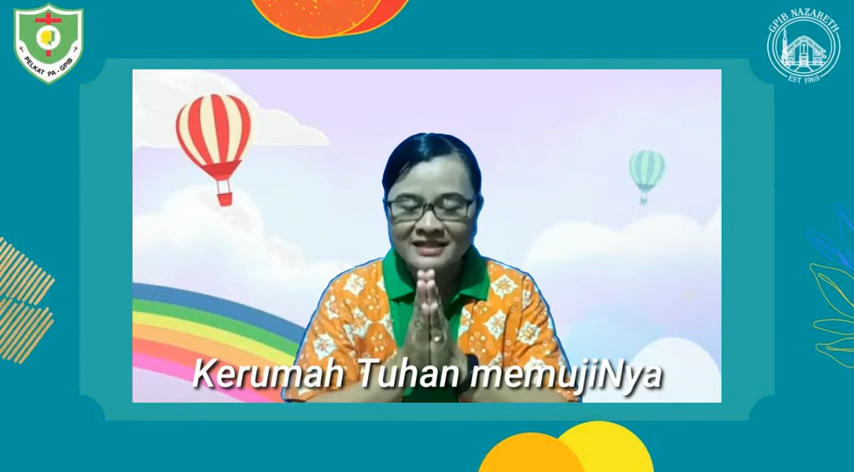 PELKAT PA - GPIB
GPIB NAZARETH
EST 1969
Kerumah Tuhan memujiNya